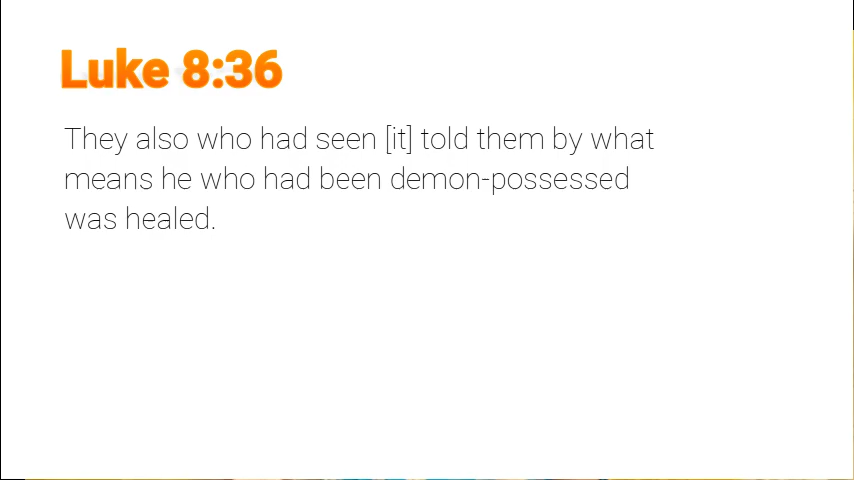 Luke 8:36
They also who had seen [it] told them by what
means he who had been demon-possessed
was healed.